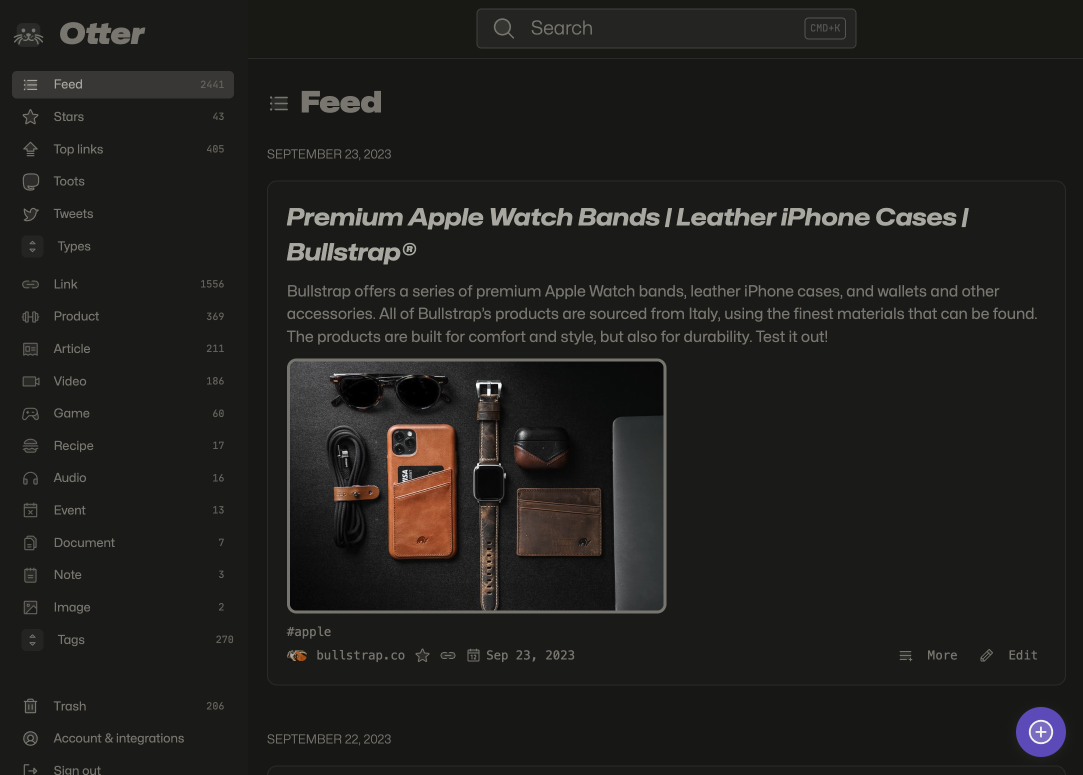 Otter
Search
CMD+K
Feed 2441
Stars 43
Top links 405
Toots
Tweets
Types
Link 1556
Product 369
Article 211
Video 186
Game 60
Recipe 17
Audio 16
Event 13
Document 7
Note 3
Image 2
Tags 270
Trash 206
Account & integrations
Sign out
Feed
SEPTEMBER 23, 2023
Premium Apple Watch Bands | Leather iPhone Cases |
Bullstrap®
Bullstrap offers a series of premium Apple Watch bands, leather iPhone cases, and wallets and other
accessories. All of Bullstrap's products are sourced from Italy, using the finest materials that can be found.
The products are built for comfort and style, but also for durability. Test it out!
VISA
#apple
bullstrap.co Sep 23, 2023 More Edit
SEPTEMBER 22, 2023